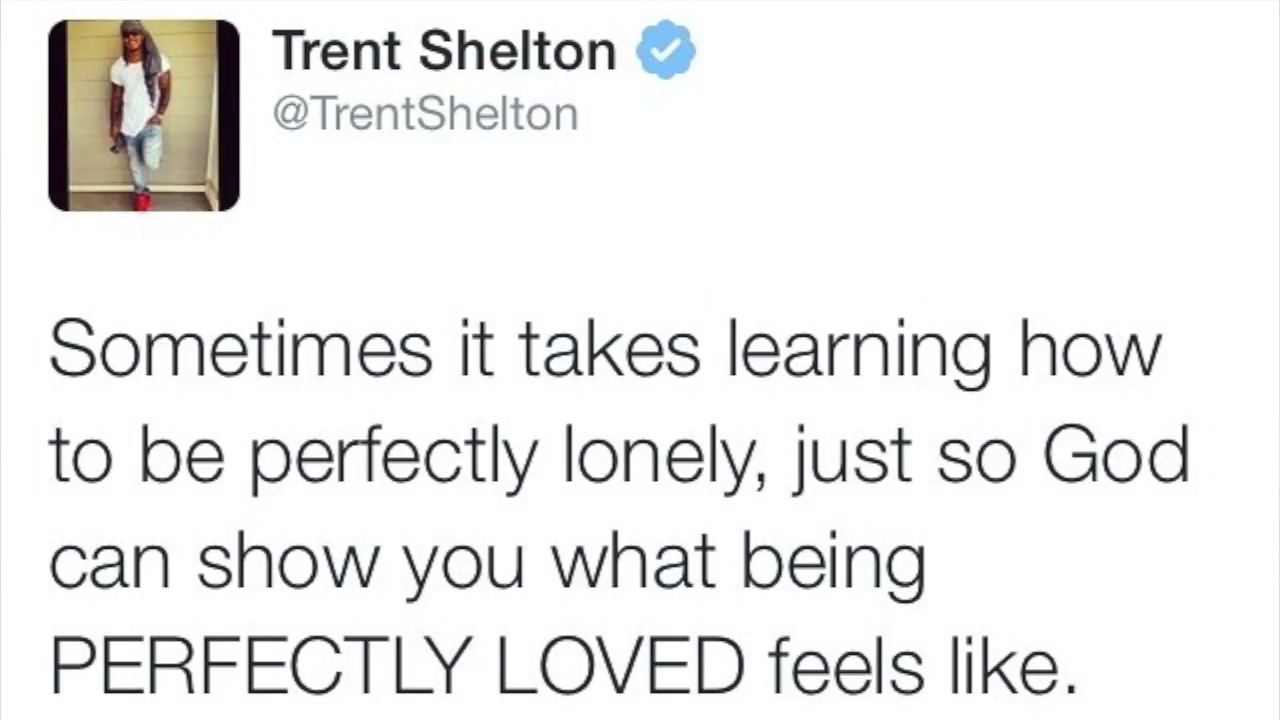 Trent Shelton
@TrentShelton
Sometimes it takes learning how
to be perfectly lonely, just so God
can show you what being
PERFECTLY LOVED feels like.